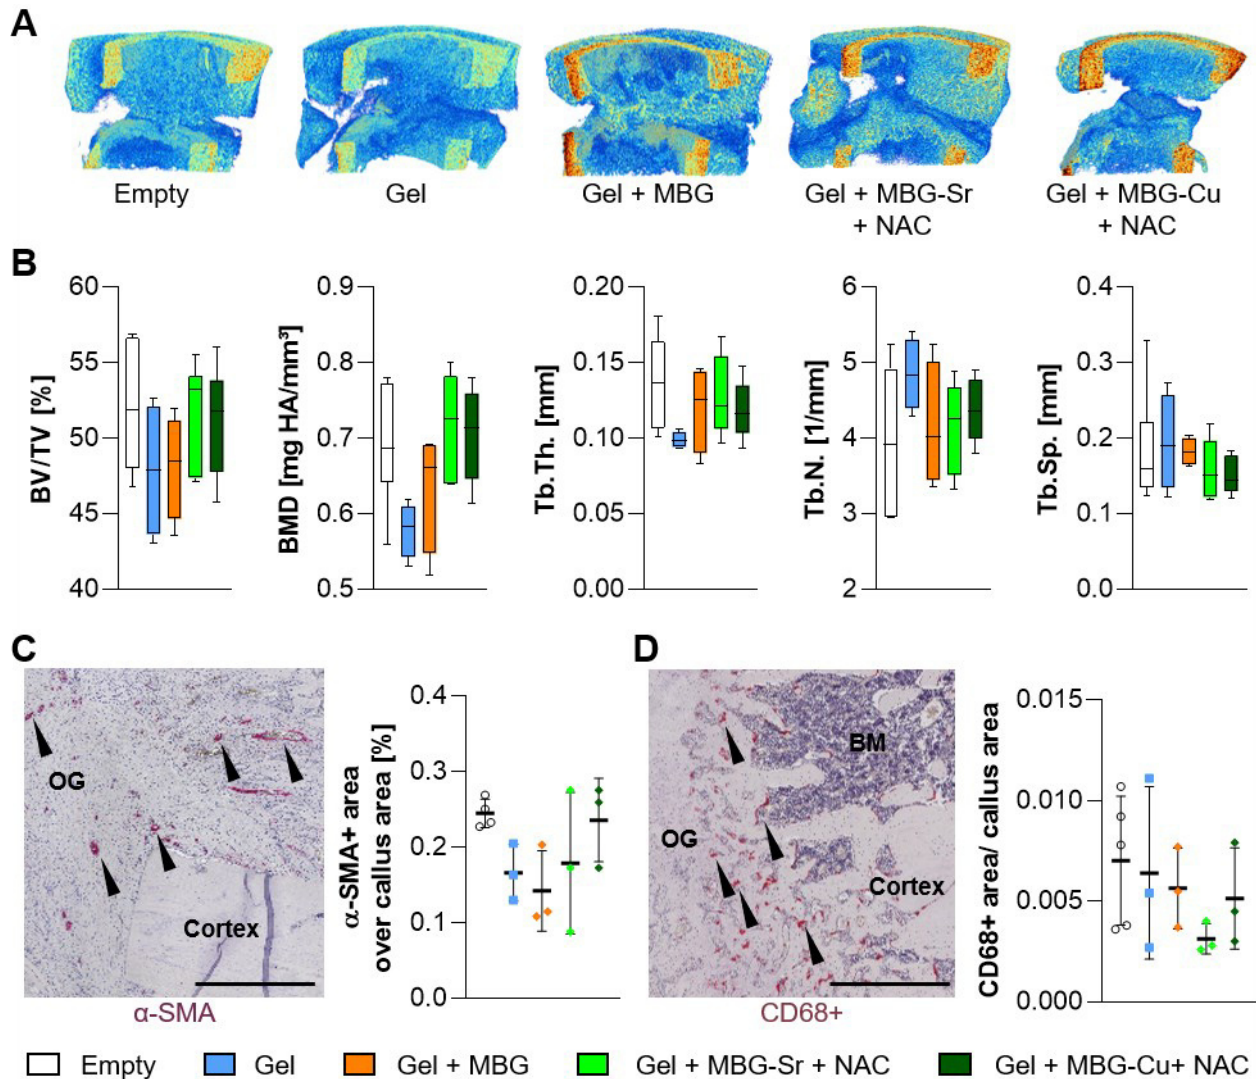 A
Empty
Gel
Gel + MBG
Gel + MBG-Sr
+ NAC
Gel + MBG-Cu
+ NAC
B
BV/TV [%]
60
55
50
45
40
BMD [mg HA/mm³]
0.9
0.8
0.7
0.6
0.5
Tb.Th. [mm]
0.20
0.15
0.10
0.05
0.00
Tb.N. [1/mm]
6
5
4
3
2
Tb.Sp. [mm]
0.4
0.3
0.2
0.1
0.0
C
OG
Cortex
α-SMA
α-SMA+ area
over callus area [%]
0.4
0.3
0.2
0.1
0.0
D
BM
OG
Cortex
CD68+
CD68+ area/ callus area
0.015
0.010
0.005
0.000
Empty
Gel
Gel + MBG
Gel + MBG-Sr + NAC
Gel + MBG-Cu+ NAC